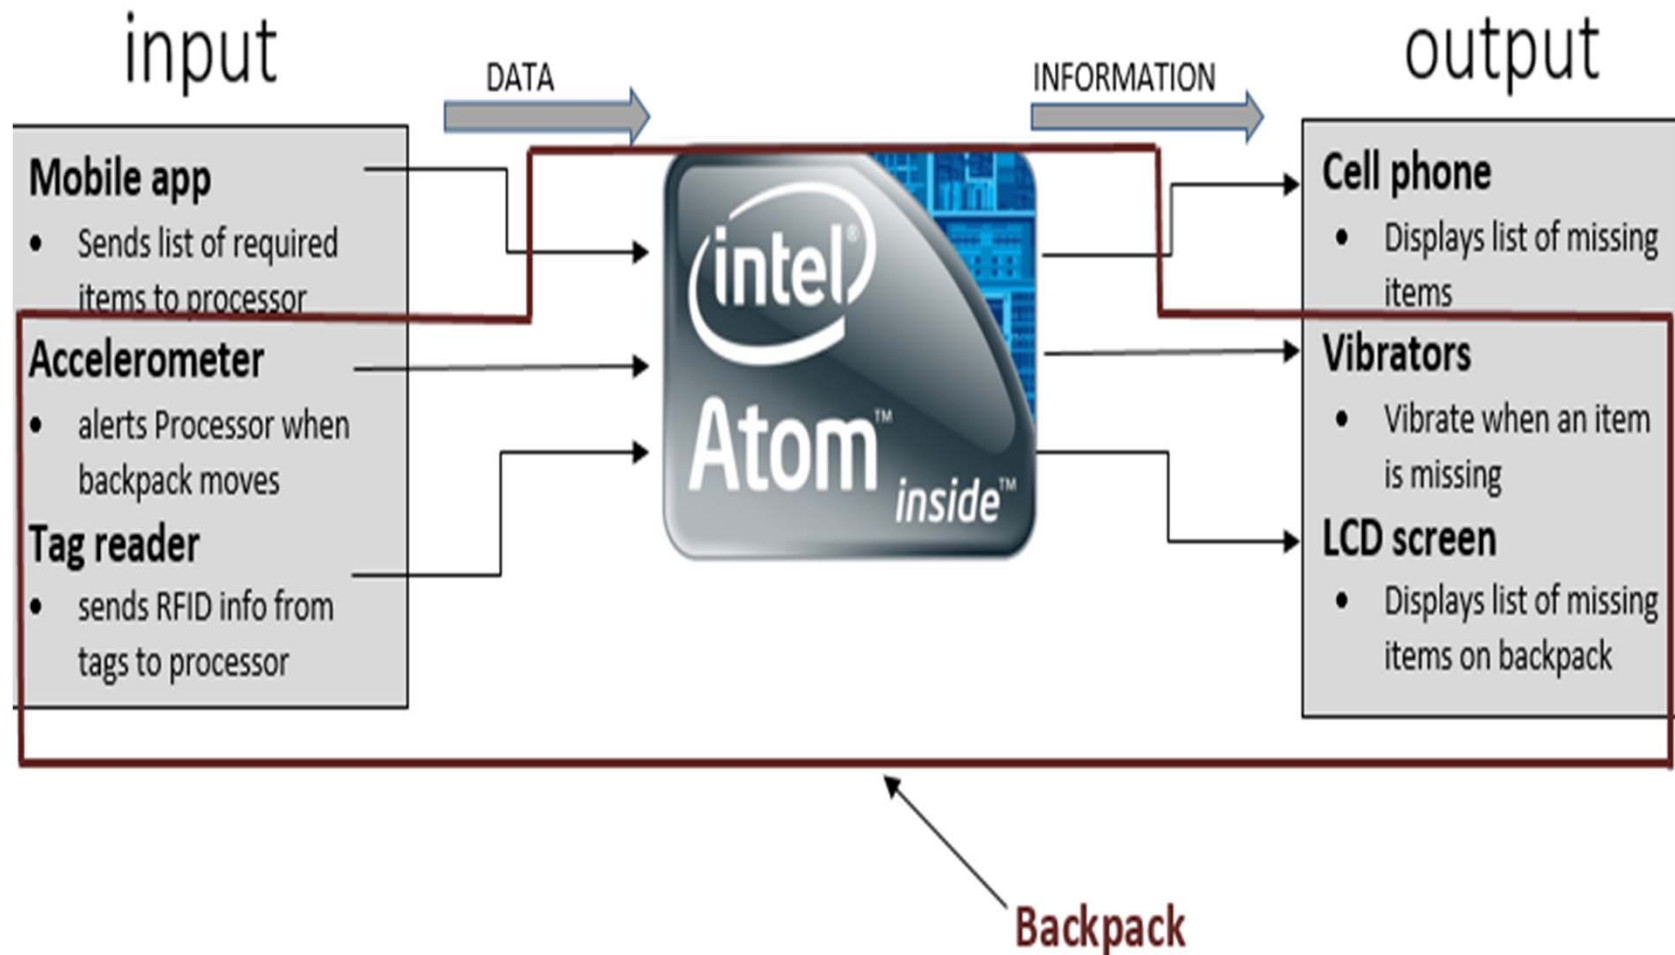 input
DATA
INFORMATION
output
Mobile app
• Sends list of required
items to processor
Accelerometer
• alerts Processor when
backpack moves
Tag reader
• sends RFID info from
tags to processor
intel®
Atom™
inside™
Cell phone
• Displays list of missing
items
Vibrators
• Vibrate when an item
is missing
LCD screen
• Displays list of missing
items on backpack
Backpack